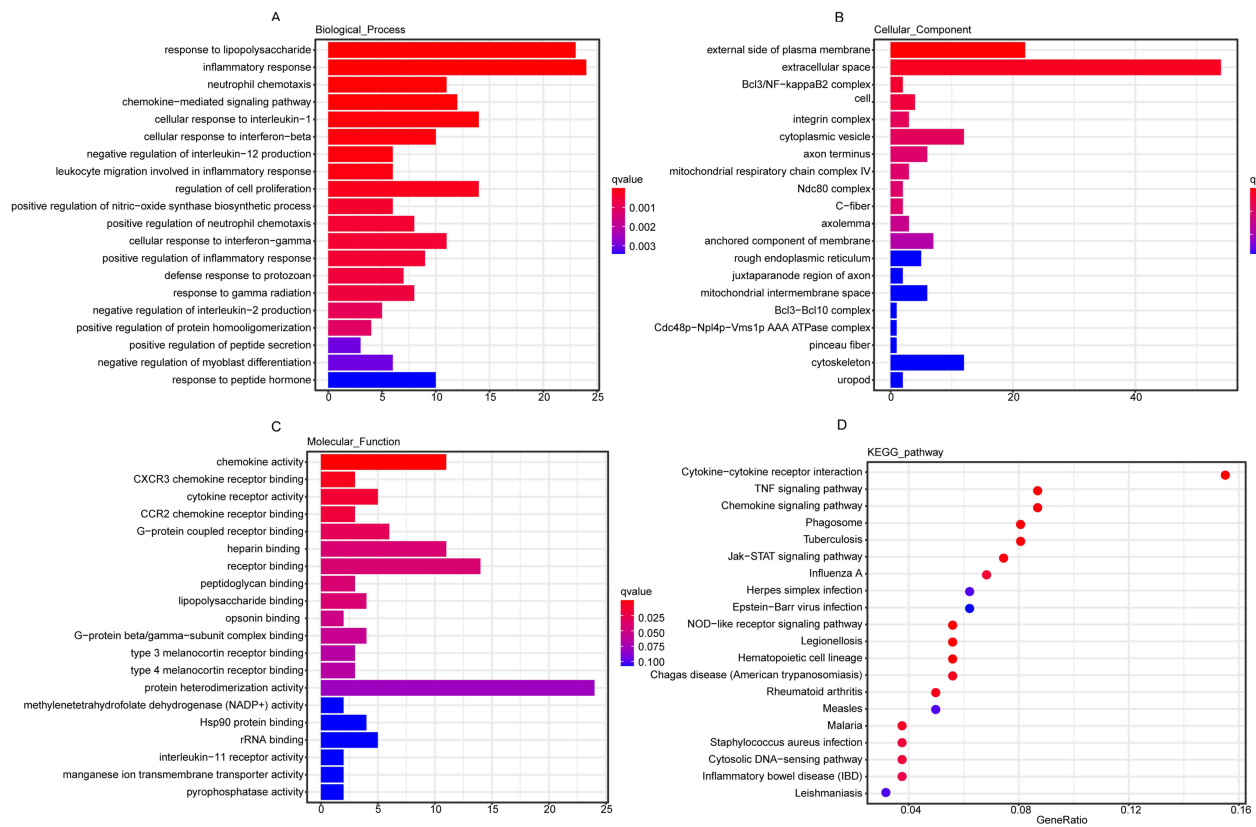 A
Biological_Process
response to lipopolysaccharide
inflammatory response
neutrophil chemotaxis
chemokine−mediated signaling pathway
cellular response to interleukin−1
cellular response to interferon−beta
negative regulation of interleukin−12 production
leukocyte migration involved in inflammatory response
regulation of cell proliferation
positive regulation of nitric−oxide synthase biosynthetic process
positive regulation of neutrophil chemotaxis
cellular response to interferon−gamma
positive regulation of inflammatory response
defense response to protozoan
response to gamma radiation
negative regulation of interleukin−2 production
positive regulation of protein homooligomerization
positive regulation of peptide secretion
negative regulation of myoblast differentiation
response to peptide hormone
0 5 10 15 20 25
qvalue
0.001
0.002
0.003
B
Cellular_Component
external side of plasma membrane
extracellular space
Bcl3/NF−kappaB2 complex
cell
integrin complex
cytoplasmic vesicle
axon terminus
mitochondrial respiratory chain complex IV
Ndc80 complex
C−fiber
axolemma
anchored component of membrane
rough endoplasmic reticulum
juxtaparanode region of axon
mitochondrial intermembrane space
Bcl3−Bcl10 complex
Cdc48p−Npl4p−Vms1p AAA ATPase complex
pinceau fiber
cytoskeleton
uropod
0 20 40
q
C
Molecular_Function
chemokine activity
CXCR3 chemokine receptor binding
cytokine receptor activity
CCR2 chemokine receptor binding
G−protein coupled receptor binding
heparin binding
receptor binding
peptidoglycan binding
lipopolysaccharide binding
opsonin binding
G−protein beta/gamma−subunit complex binding
type 3 melanocortin receptor binding
type 4 melanocortin receptor binding
protein heterodimerization activity
methylenetetrahydrofolate dehydrogenase (NADP+) activity
Hsp90 protein binding
rRNA binding
interleukin−11 receptor activity
manganese ion transmembrane transporter activity
pyrophosphatase activity
0 5 10 15 20 25
qvalue
0.025
0.050
0.075
0.100
D
KEGG_pathway
Cytokine−cytokine receptor interaction
TNF signaling pathway
Chemokine signaling pathway
Phagosome
Tuberculosis
Jak−STAT signaling pathway
Influenza A
Herpes simplex infection
Epstein−Barr virus infection
NOD−like receptor signaling pathway
Legionellosis
Hematopoietic cell lineage
Chagas disease (American trypanosomiasis)
Rheumatoid arthritis
Measles
Malaria
Staphylococcus aureus infection
Cytosolic DNA−sensing pathway
Inflammatory bowel disease (IBD)
Leishmaniasis
0.04 0.08 0.12 0.16
GeneRatio